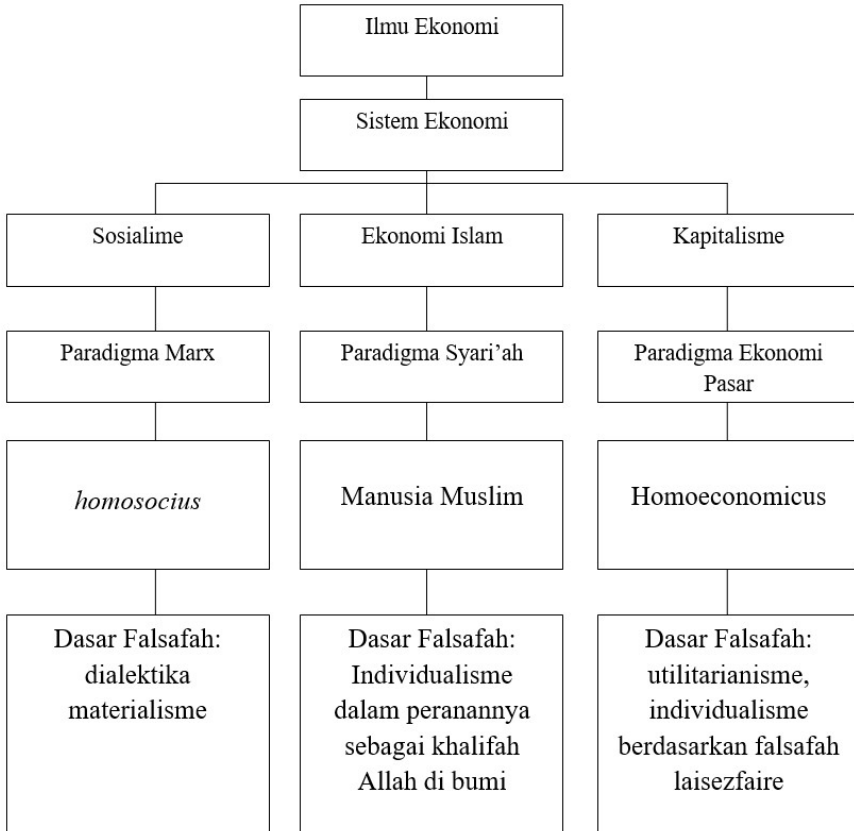 Ilmu Ekonomi
Sistem Ekonomi
Sosialime
Ekonomi Islam
Kapitalisme
Paradigma Marx
Paradigma Syari’ah
Paradigma Ekonomi
Pasar
homosocius
Manusia Muslim
Homoeconomicus
Dasar Falsafah:
dialektika
materialisme
Dasar Falsafah:
Individualisme
dalam peranannya
sebagai khalifah
Allah di bumi
Dasar Falsafah:
utilitarianisme,
individualisme
berdasarkan falsafah
laisezfaire